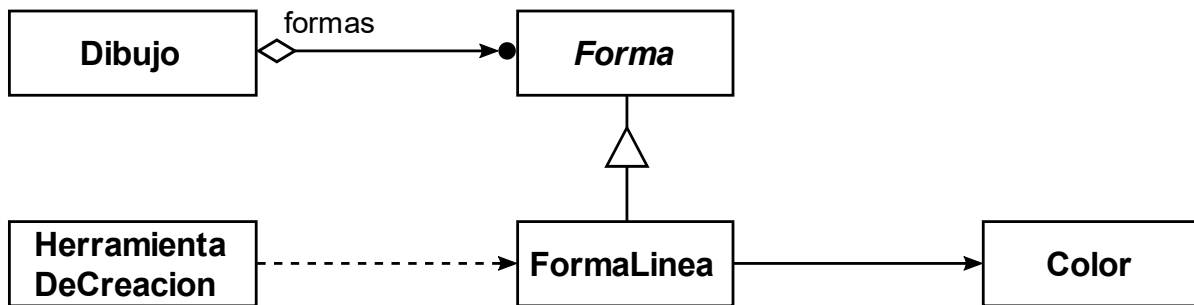 formas
Dibujo
Forma
Herramienta
DeCreacion
FormaLinea
Color